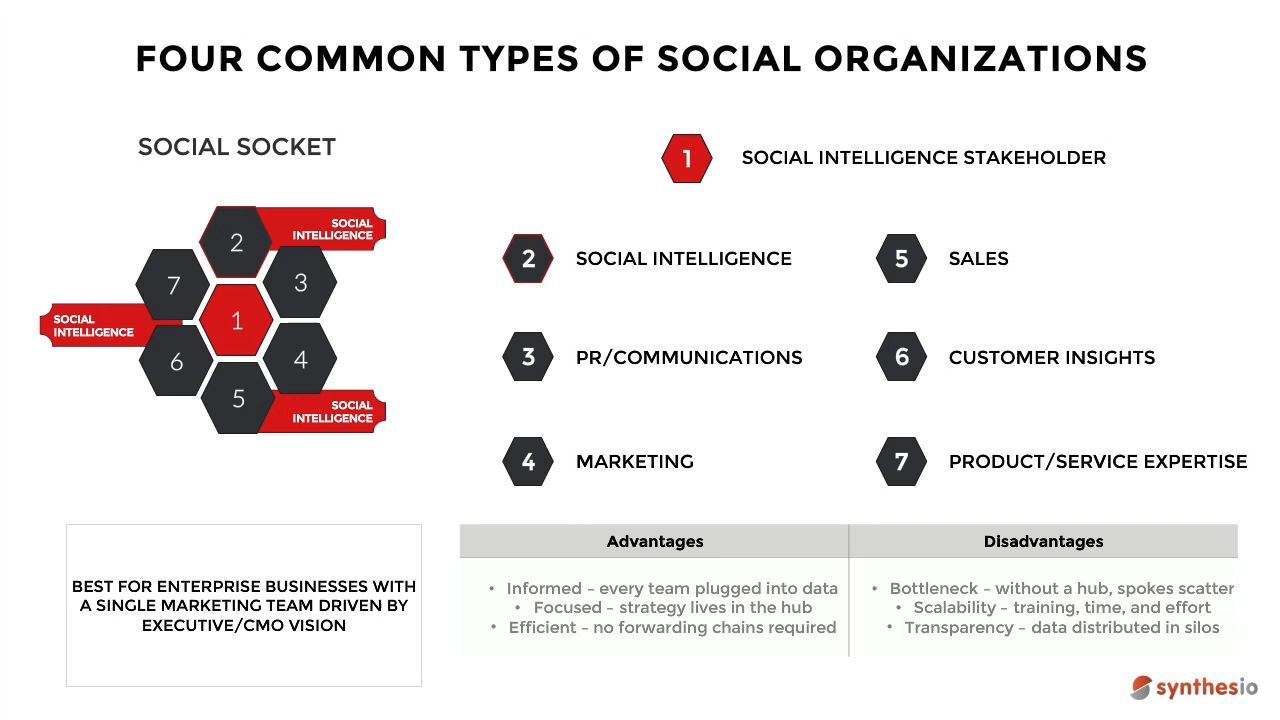 FOUR COMMON TYPES OF SOCIAL ORGANIZATIONS
SOCIAL SOCKET
SOCIAL
INTELLIGENCE
2
3
7
1
SOCIAL
INTELLIGENCE
6
4
5
SOCIAL
INTELLIGENCE
1 SOCIAL INTELLIGENCE STAKEHOLDER
2 SOCIAL INTELLIGENCE
5 SALES
3 PR/COMMUNICATIONS
6 CUSTOMER INSIGHTS
4 MARKETING
7 PRODUCT/SERVICE EXPERTISE
BEST FOR ENTERPRISE BUSINESSES WITH
A SINGLE MARKETING TEAM DRIVEN BY
EXECUTIVE/CMO VISION
Advantages
• Informed – every team plugged into data
• Focused – strategy lives in the hub
• Efficient – no forwarding chains required
Disadvantages
• Bottleneck – without a hub, spokes scatter
• Scalability – training, time, and effort
• Transparency – data distributed in silos
synthesio